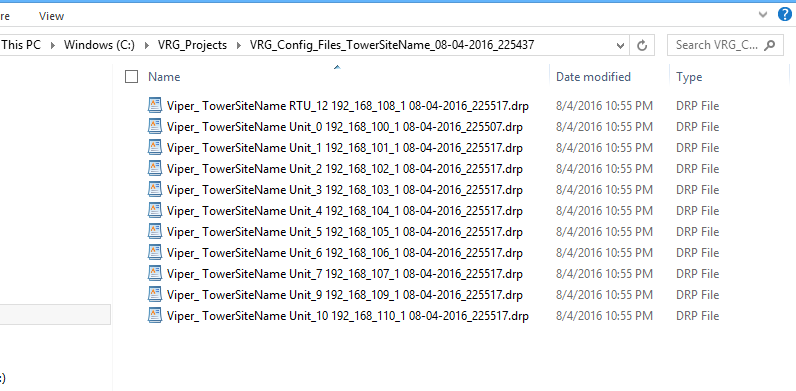 re View
This PC Windows (C:) VRG_Projects VRG_Config_Files_TowerSiteName_08-04-2016_225437 Search VRG_C...
Name Date modified Type
Viper_ TowerSiteName RTU_12 192_168_108_1 08-04-2016_225517.drp 8/4/2016 10:55 PM DRP File
Viper_ TowerSiteName Unit_0 192_168_100_1 08-04-2016_225507.drp 8/4/2016 10:55 PM DRP File
Viper_ TowerSiteName Unit_1 192_168_101_1 08-04-2016_225517.drp 8/4/2016 10:55 PM DRP File
Viper_ TowerSiteName Unit_2 192_168_102_1 08-04-2016_225517.drp 8/4/2016 10:55 PM DRP File
Viper_ TowerSiteName Unit_3 192_168_103_1 08-04-2016_225517.drp 8/4/2016 10:55 PM DRP File
Viper_ TowerSiteName Unit_4 192_168_104_1 08-04-2016_225517.drp 8/4/2016 10:55 PM DRP File
Viper_ TowerSiteName Unit_5 192_168_105_1 08-04-2016_225517.drp 8/4/2016 10:55 PM DRP File
Viper_ TowerSiteName Unit_6 192_168_106_1 08-04-2016_225517.drp 8/4/2016 10:55 PM DRP File
Viper_ TowerSiteName Unit_7 192_168_107_1 08-04-2016_225517.drp 8/4/2016 10:55 PM DRP File
Viper_ TowerSiteName Unit_9 192_168_109_1 08-04-2016_225517.drp 8/4/2016 10:55 PM DRP File
Viper_ TowerSiteName Unit_10 192_168_110_1 08-04-2016_225517.drp 8/4/2016 10:55 PM DRP File
:)